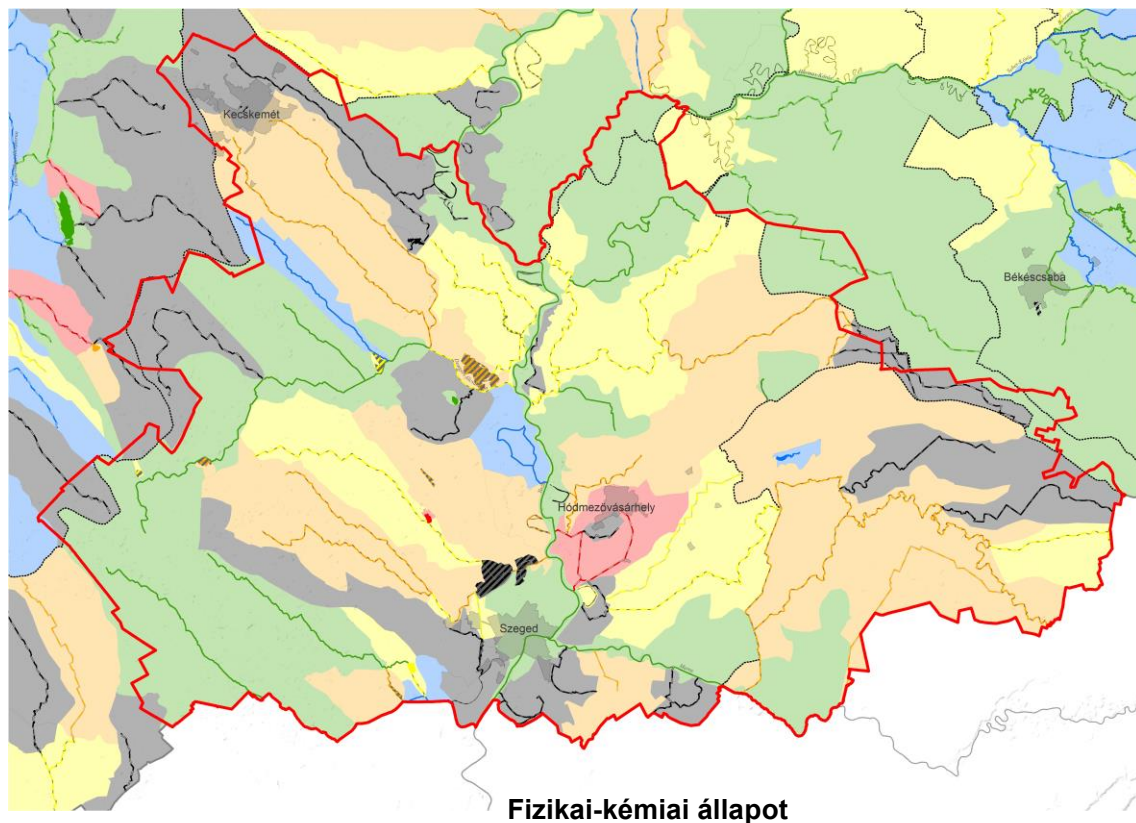 Kecskemét
Békéscsaba
Hódmezővásárhely
Szeged
Fizikai-kémiai állapot